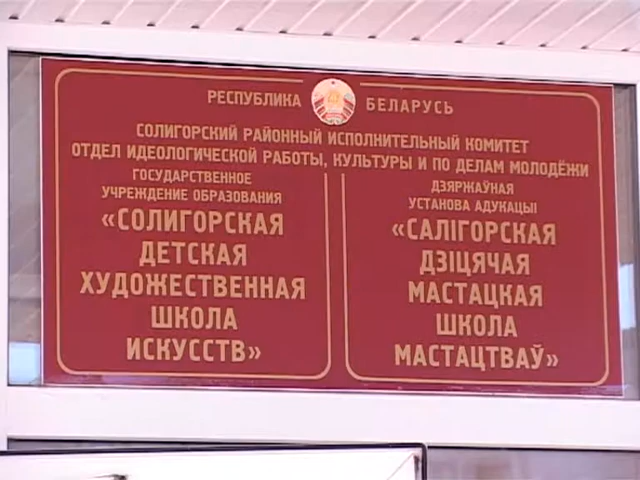 РЕСПУБЛИКА БЕЛАРУСЬ
СОЛИГОРСКИЙ РАЙОННЫЙ ИСПОЛНИТЕЛЬНЫЙ КОМИТЕТ
ОТДЕЛ ИДЕОЛОГИЧЕСКОЙ РАБОТЫ, КУЛЬТУРЫ И ПО ДЕЛАМ МОЛОДЁЖИ
ГОСУДАРСТВЕННОЕ
УЧРЕЖДЕНИЕ ОБРАЗОВАНИЯ
«СОЛИГОРСКАЯ
ДЕТСКАЯ
ХУДОЖЕСТВЕННАЯ
ШКОЛА
ИСКУССТВ»
ДЗЯРЖАЎНАЯ
УСТАНОВА АДУКАЦЫІ
«САЛІГОРСКАЯ
ДЗІЦЯЧАЯ
МАСТАЦКАЯ
ШКОЛА
МАСТАЦТВАЎ»